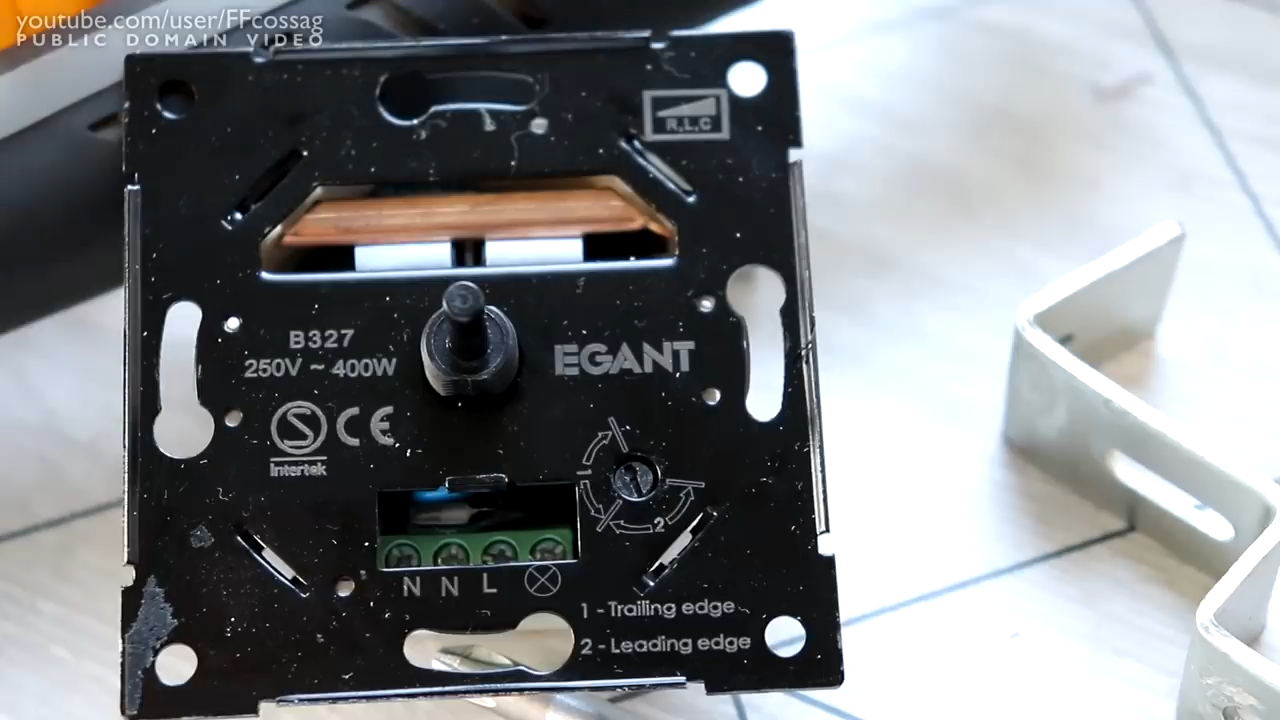 youtube.com/user/FFcossag
PUBLIC DOMAIN VIDEO
R,L,C
B327
250V ~ 400W
EGANT
S CE
Intertek
1
2
N N L
1 - Trailing edge
2 - Leading edge